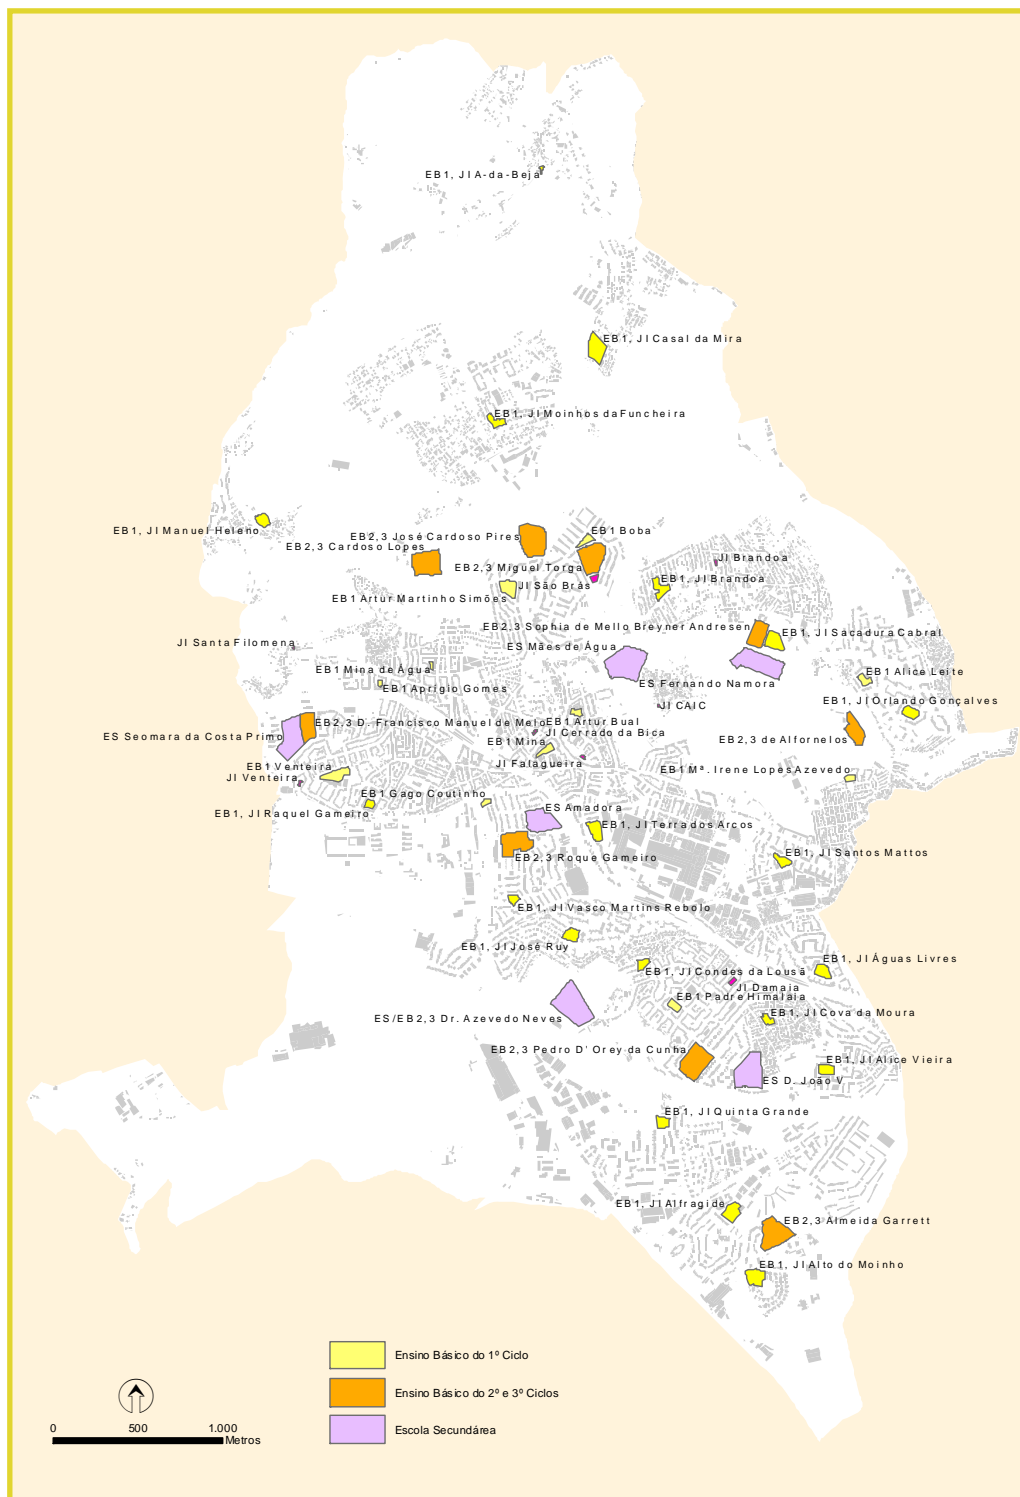 EB1, JI A-da-Beja
EB1, JI Casal da Mira
EB1, JI Moinhos da Funcheira
EB1, JI Manuel Heleno
EB2,3 José Cardoso Pires
EB1 Boba
EB2,3 Cardoso Lopes
EB2,3 Miguel Torga
JI Brandoa
JI São Brás
EB1, JI Brandoa
EB1 Artur Martinho Simões
EB2,3 Sophia de Mello Breyner Andresen
EB1, JI Sacadura Cabral
JI Santa Filomena
ES Mães de Água
EB1 Mina de Água
EB1 Alice Leite
ES Fernando Namora
EB1 Aprígio Gomes
EB1, JI Orlando Gonçalves
JI CAIC
EB2,3 D. Francisco Manuel de Melo
EB1 Artur Bual
ES Seomara da Costa Primo
JI Cerrado da Bica
EB1 Mina
EB2,3 de Alfornelos
EB1 Venteira
JI Falagueira
EB1 Mª. Irene Lopes Azevedo
JI Venteira
EB1 Gago Coutinho
EB1, JI Raquel Gameiro
ES Amadora
EB1, JI Terra dos Arcos
EB2,3 Roque Gameiro
EB1, JI Santos Mattos
EB1, JI Vasco Martins Rebolo
EB1, JI José Ruy
EB1, JI Águas Livres
EB1, JI Condes da Lousã
JI Damaia
EB1 Padre Himalaia
EB1, JI Cova da Moura
ES/EB2,3 Dr. Azevedo Neves
EB2,3 Pedro D' Orey da Cunha
EB1, JI Alice Vieira
ES D. João V
EB1, JI Quinta Grande
EB1, JI Alfragide
EB2,3 Almeida Garrett
EB1, JI Alto do Moinho
Ensino Básico do 1º Ciclo
Ensino Básico do 2º e 3º Ciclos
Escola Secundárea
0 500 1.000
Metros